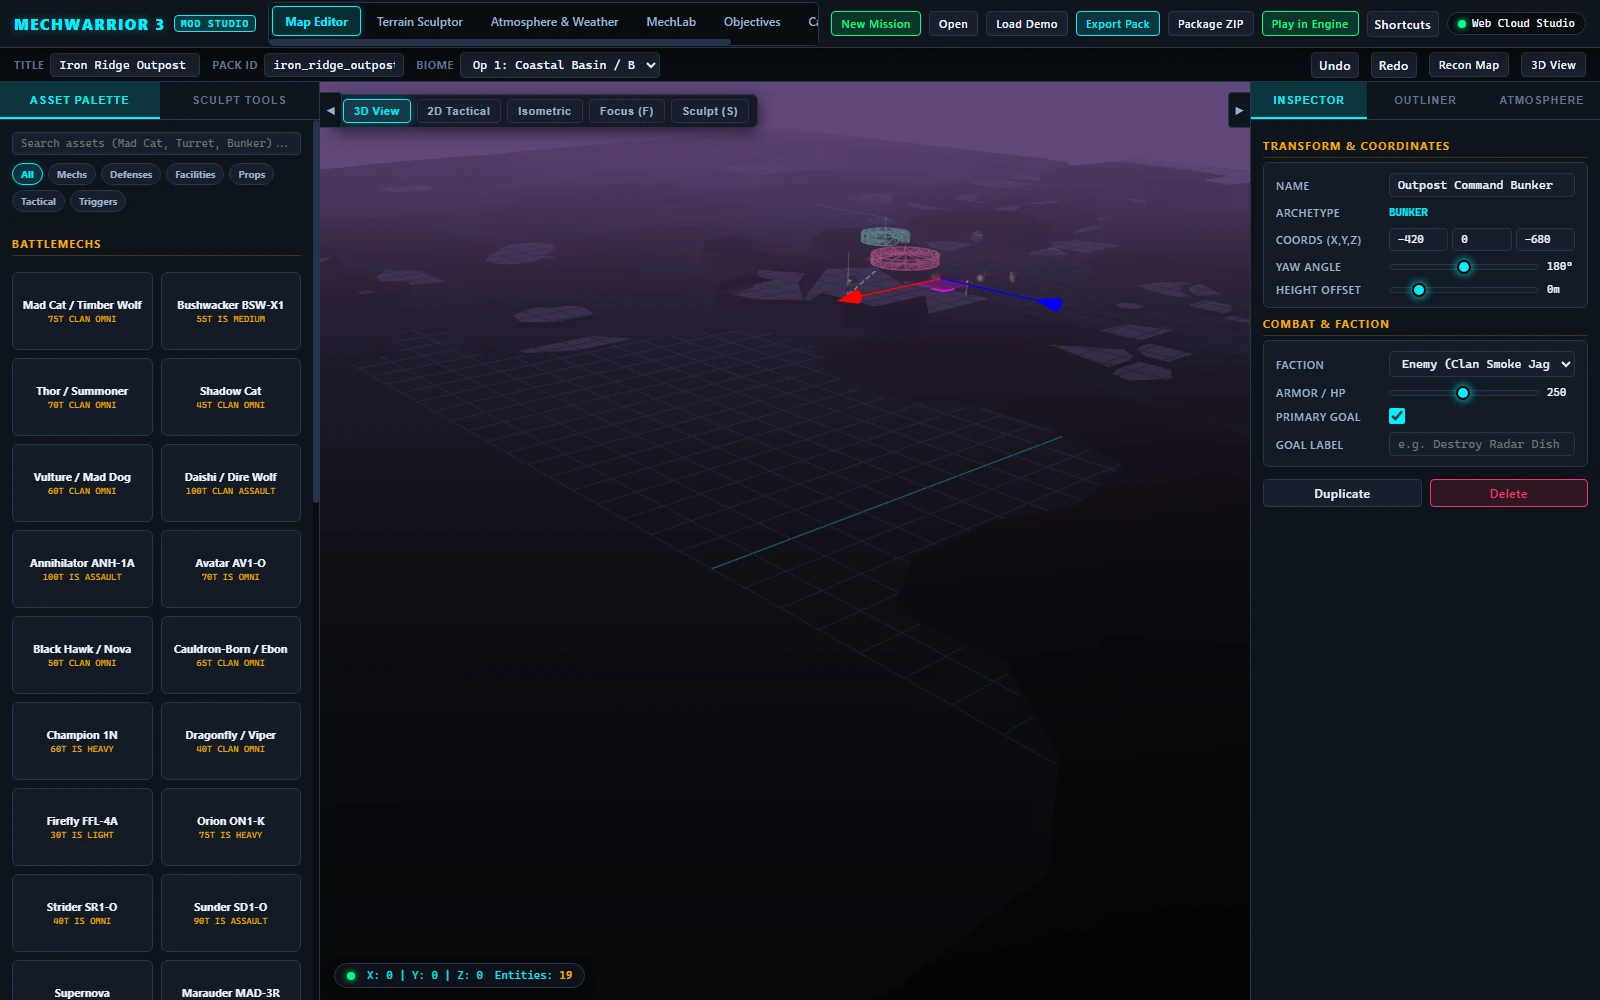 MECHWARRIOR 3 MOD STUDIO
Map Editor Terrain Sculptor Atmosphere & Weather MechLab Objectives
New Mission Open Load Demo Export Pack Package ZIP Play in Engine Shortcuts Web Cloud Studio
TITLE Iron Ridge Outpost PACK ID iron_ridge_outpost BIOME Op 1: Coastal Basin / B
Undo Redo Recon Map 3D View
ASSET PALETTE SCULPT TOOLS
Search assets (Mad Cat, Turret, Bunker)...
All Mechs Defenses Facilities Props
Tactical Triggers
BATTLEMECHS
Mad Cat / Timber Wolf
75T CLAN OMNI
Bushwacker BSW-X1
55T IS MEDIUM
Thor / Summoner
70T CLAN OMNI
Shadow Cat
45T CLAN OMNI
Vulture / Mad Dog
60T CLAN OMNI
Daishi / Dire Wolf
100T CLAN ASSAULT
Annihilator ANH-1A
100T IS ASSAULT
Avatar AV1-O
70T IS OMNI
Black Hawk / Nova
50T CLAN OMNI
Cauldron-Born / Ebon
65T CLAN OMNI
Champion 1N
60T IS HEAVY
Dragonfly / Viper
40T CLAN OMNI
Firefly FFL-4A
30T IS LIGHT
Orion ON1-K
75T IS HEAVY
Strider SR1-O
40T IS OMNI
Sunder SD1-O
90T IS ASSAULT
Supernova
Marauder MAD-3R
◀ 3D View 2D Tactical Isometric Focus (F) Sculpt (S) ▶
X: 0 | Y: 0 | Z: 0 Entities: 19
INSPECTOR OUTLINER ATMOSPHERE
TRANSFORM & COORDINATES
NAME Outpost Command Bunker
ARCHETYPE BUNKER
COORDS (X,Y,Z) -420 0 -680
YAW ANGLE 180°
HEIGHT OFFSET 0m
COMBAT & FACTION
FACTION Enemy (Clan Smoke Jag
ARMOR / HP 250
PRIMARY GOAL
GOAL LABEL e.g. Destroy Radar Dish
Duplicate Delete